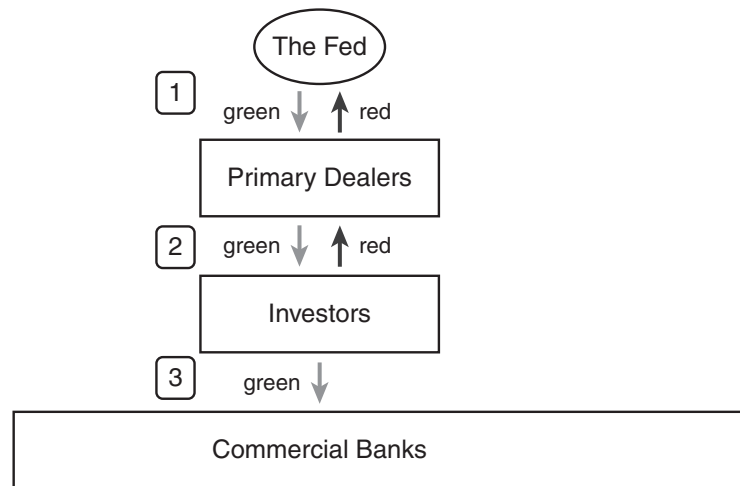 The Fed
1
green red
Primary Dealers
2
green red
Investors
3
green
Commercial Banks